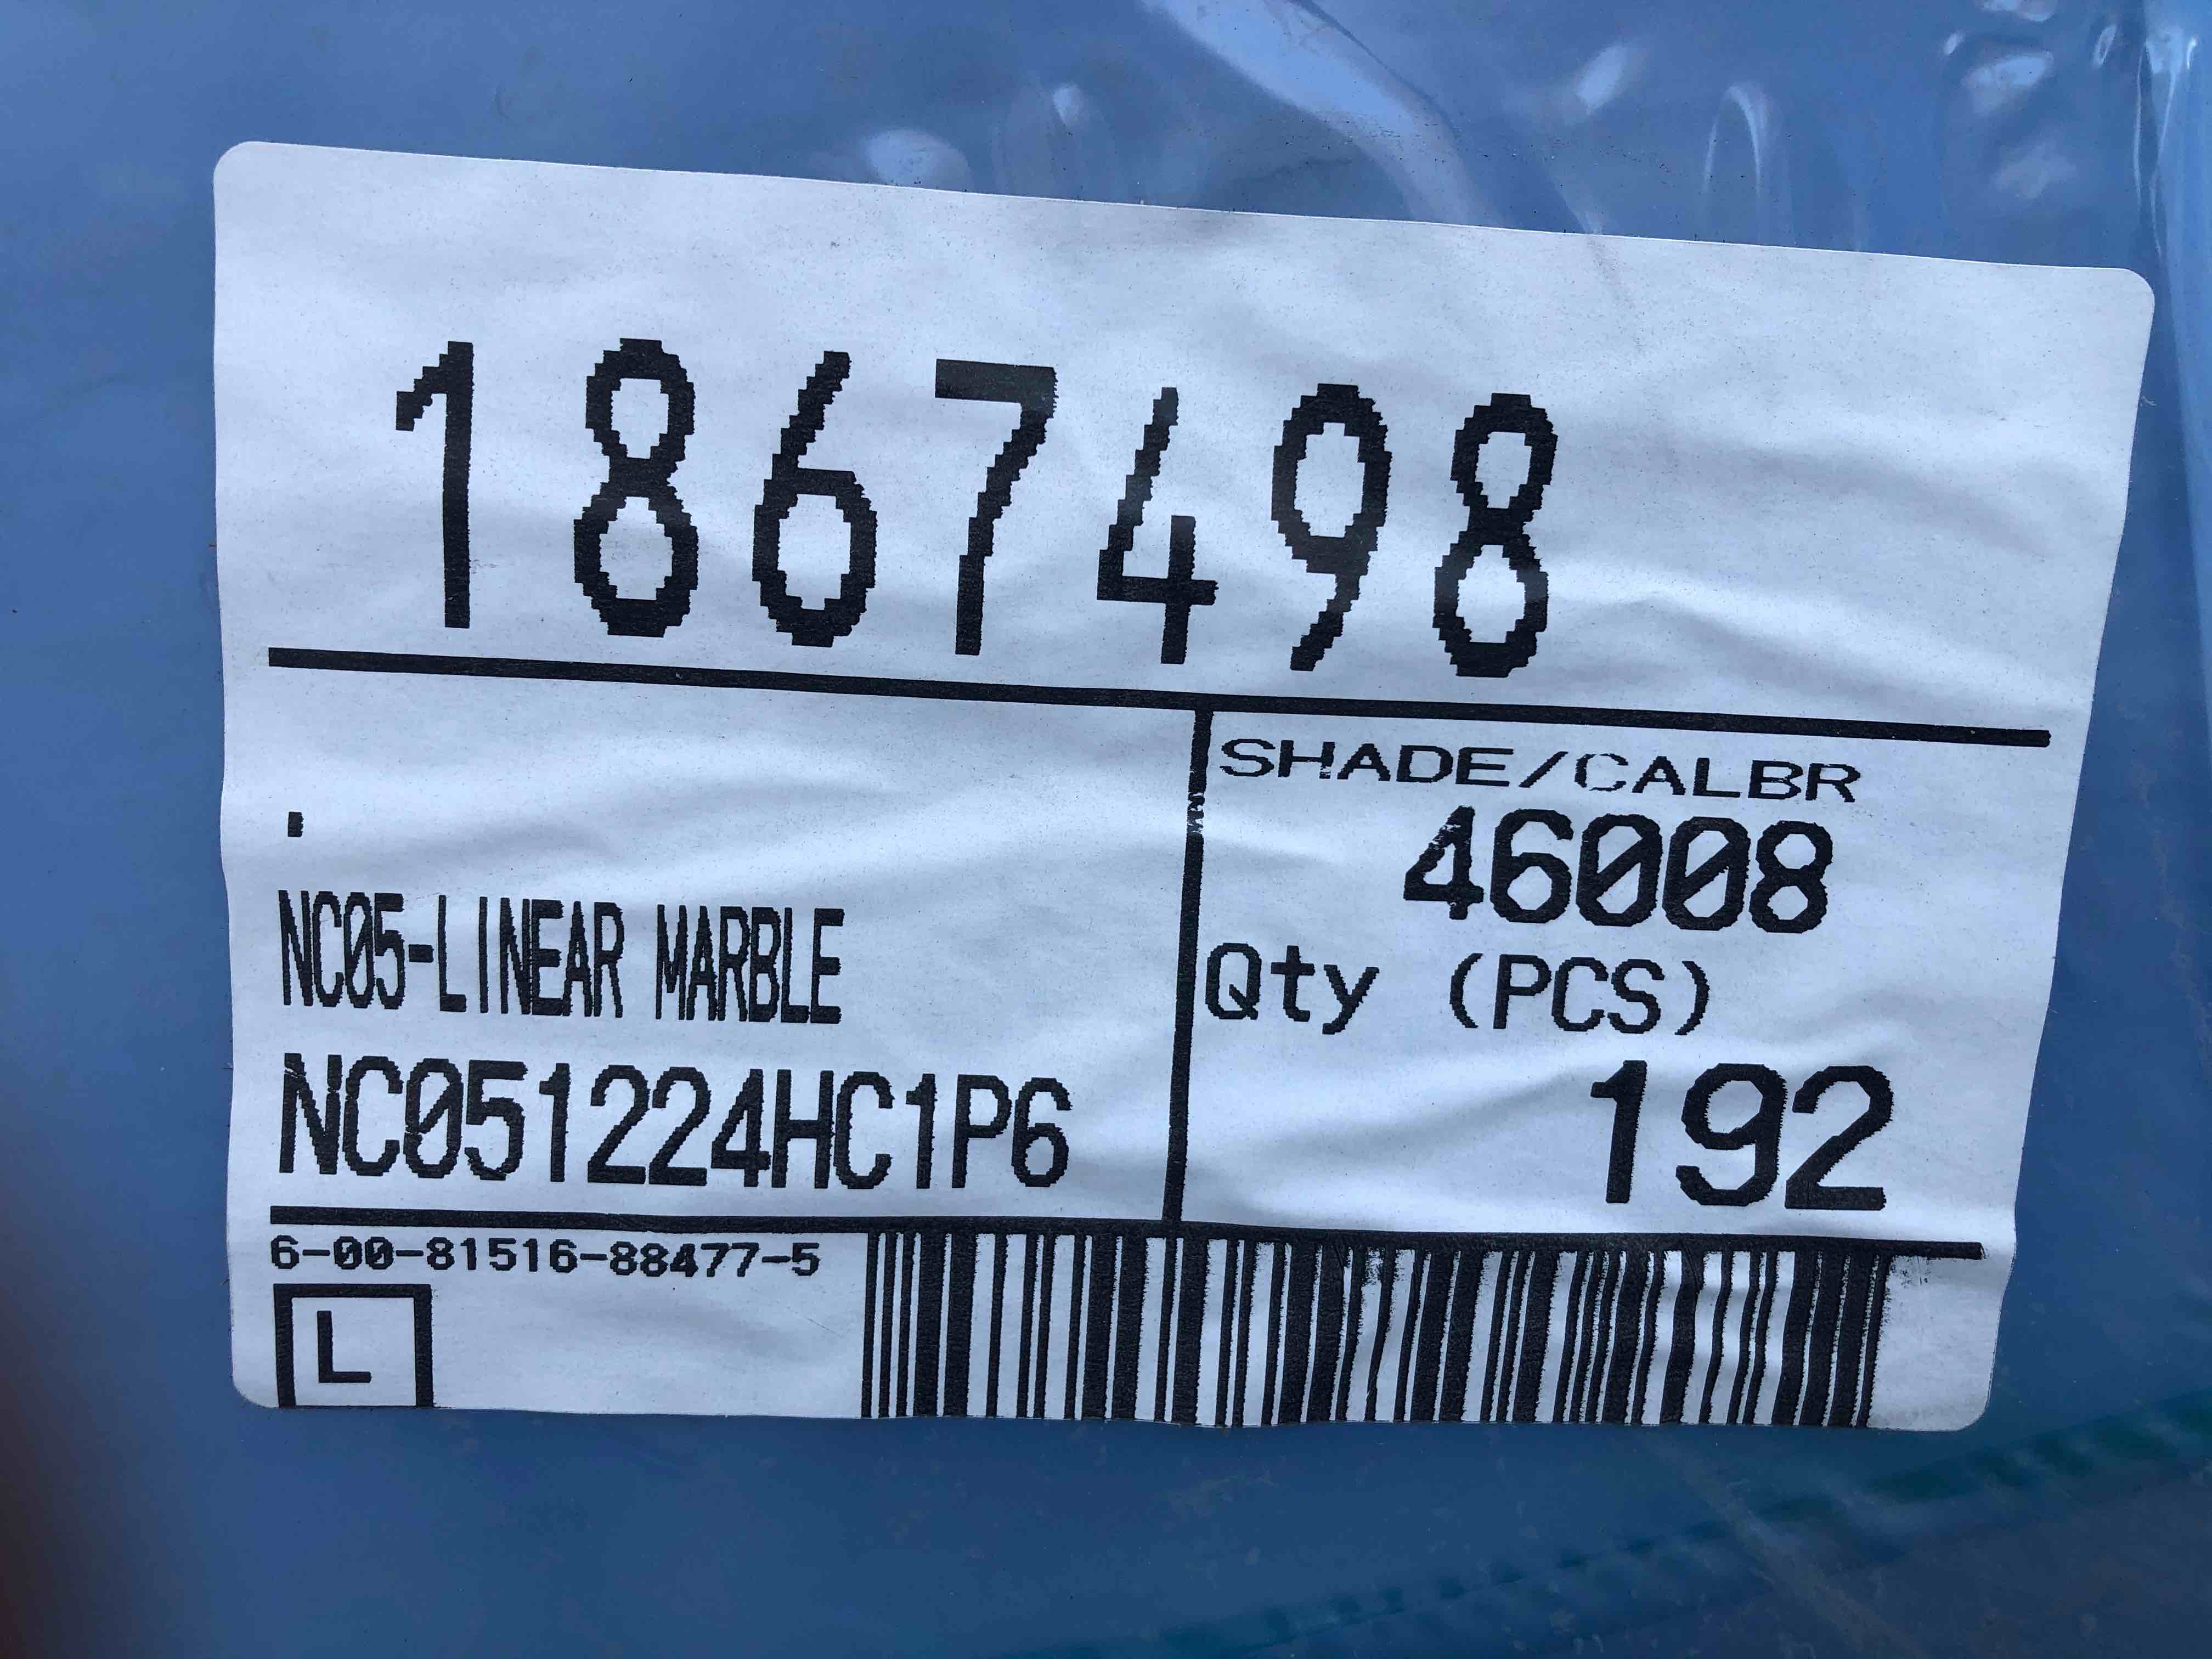 1867498
SHADE/CALBR
46008
.
NC05-LINEAR MARBLE
Qty (PCS)
NC051224HC1P6
192
6-00-81516-88477-5
L